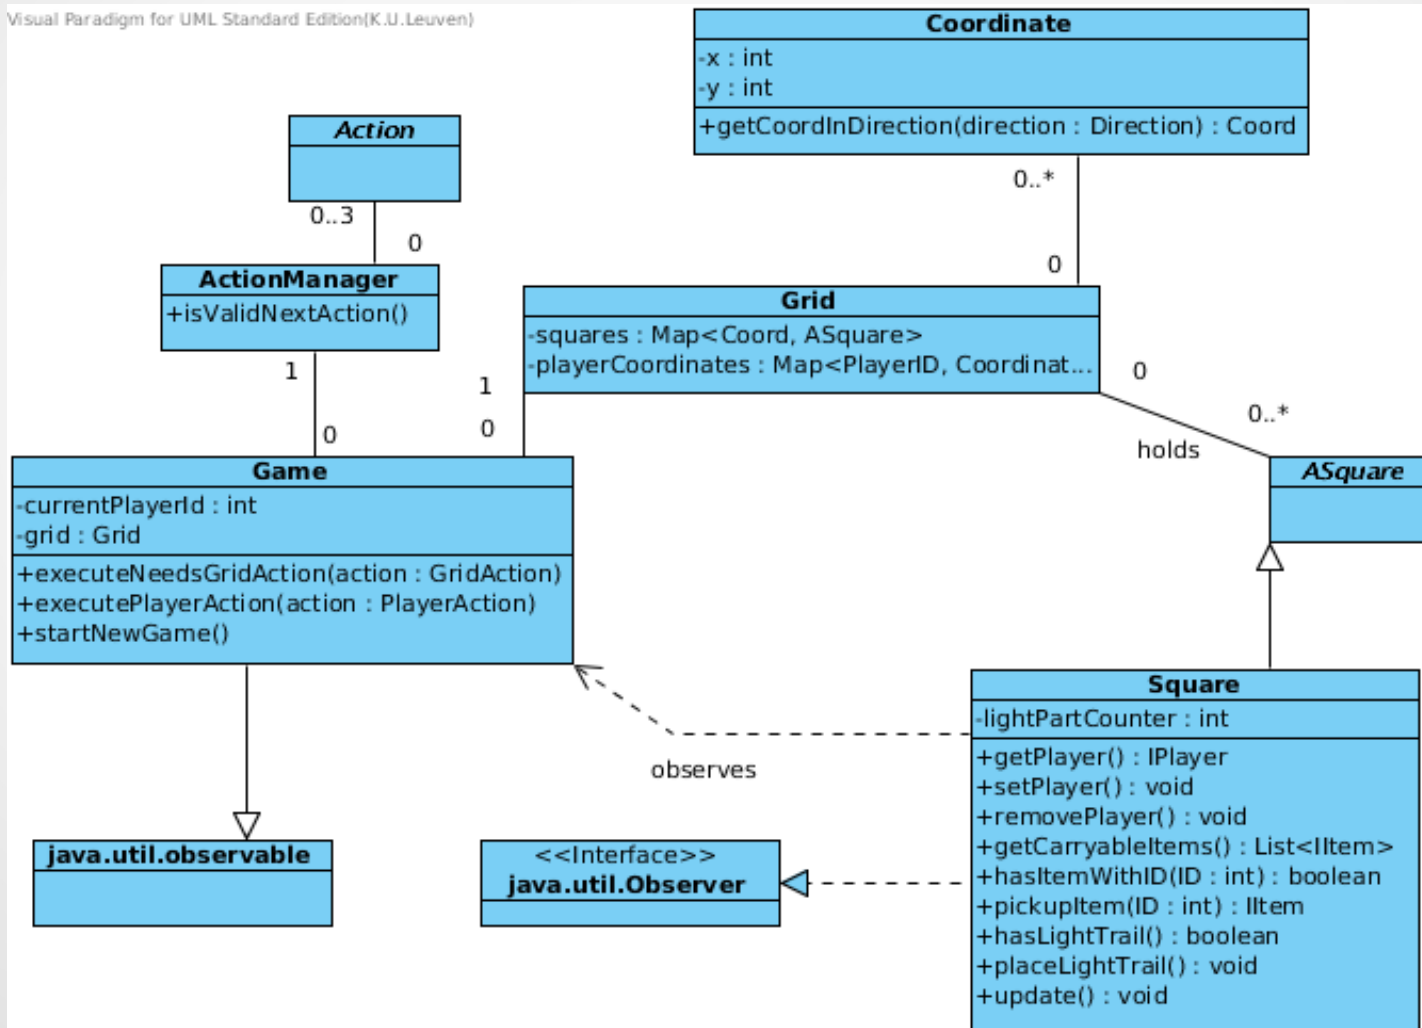 Visual Paradigm for UML Standard Edition(K.U.Leuven)
Coordinate
-x : int
-y : int
+getCoordInDirection(direction : Direction) : Coord
Action
0..3
0
ActionManager
+isValidNextAction()
1
0
0..*
0
Grid
-squares : Map<Coord, ASquare>
-playerCoordinates : Map<PlayerID, Coordinat...
1
0
0
0..*
holds
ASquare
Game
-currentPlayerId : int
-grid : Grid
+executeNeedsGridAction(action : GridAction)
+executePlayerAction(action : PlayerAction)
+startNewGame()
observes
Square
-lightPartCounter : int
+getPlayer() : IPlayer
+setPlayer() : void
+removePlayer() : void
+getCarryableItems() : List<IItem>
+hasItemWithID(ID : int) : boolean
+pickupItem(ID : int) : IItem
+hasLightTrail() : boolean
+placeLightTrail() : void
+update() : void
java.util.observable
<<Interface>>
java.util.Observer